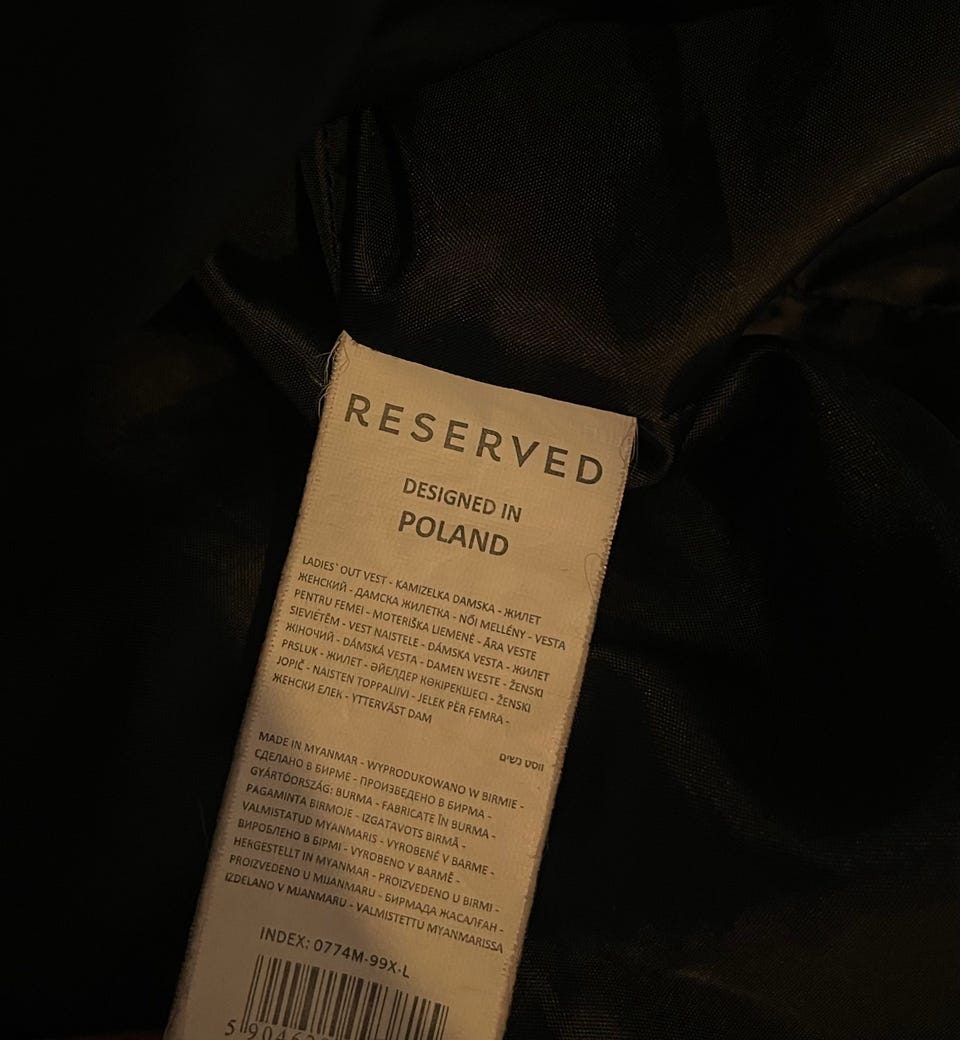 RESERVED
DESIGNED IN
POLAND
LADIES` OUT VEST - KAMIZELKA DAMSKA - ЖИЛЕТ
ЖЕНСКИЙ - ДАМСКА ЖИЛЕТКА - NŐI MELLÉNY - VESTA
PENTRU FEMEI - MOTERIŠKA LIEMENĖ - ĀRA VESTE
SIEVIETĒM - VEST NAISTELE - DÁMSKA VESTA - ЖИЛЕТ
ЖІНОЧИЙ - DÁMSKÁ VESTA - DAMEN WESTE - ŽENSKI
PRSLUK - ЖИЛЕТ - ӘЙЕЛДЕР КӨКІРЕКШЕСІ - ŽENSKI
JOPIČ - NAISTEN TOPPALIIVI - JELEK PËR FEMRA -
ЖЕНСКИ ЕЛЕК - YTTERVÄST DAM
ווסט נשים
MADE IN MYANMAR - WYPRODUKOWANO W BIRMIE -
СДЕЛАНО В БИРМЕ - ПРОИЗВЕДЕНО В БИРМА -
GYÁRTÓORSZÁG: BURMA - FABRICATE ÎN BURMA -
PAGAMINTA BIRMOJE - IZGATAVOTS BIRMĀ -
VALMISTATUD MYANMARIS - VYROBENÉ V BARME -
ВИРОБЛЕНО В БІРМІ - VYROBENO V BARMĚ -
HERGESTELLT IN MYANMAR - PROIZVEDENO U BIRMI -
PROIZVEDENO U MIJANMARU - БИРМАДА ЖАСАЛҒАН -
IZDELANO V MJANMARU - VALMISTETTU MYANMARISSA
INDEX: 0774M-99X-L